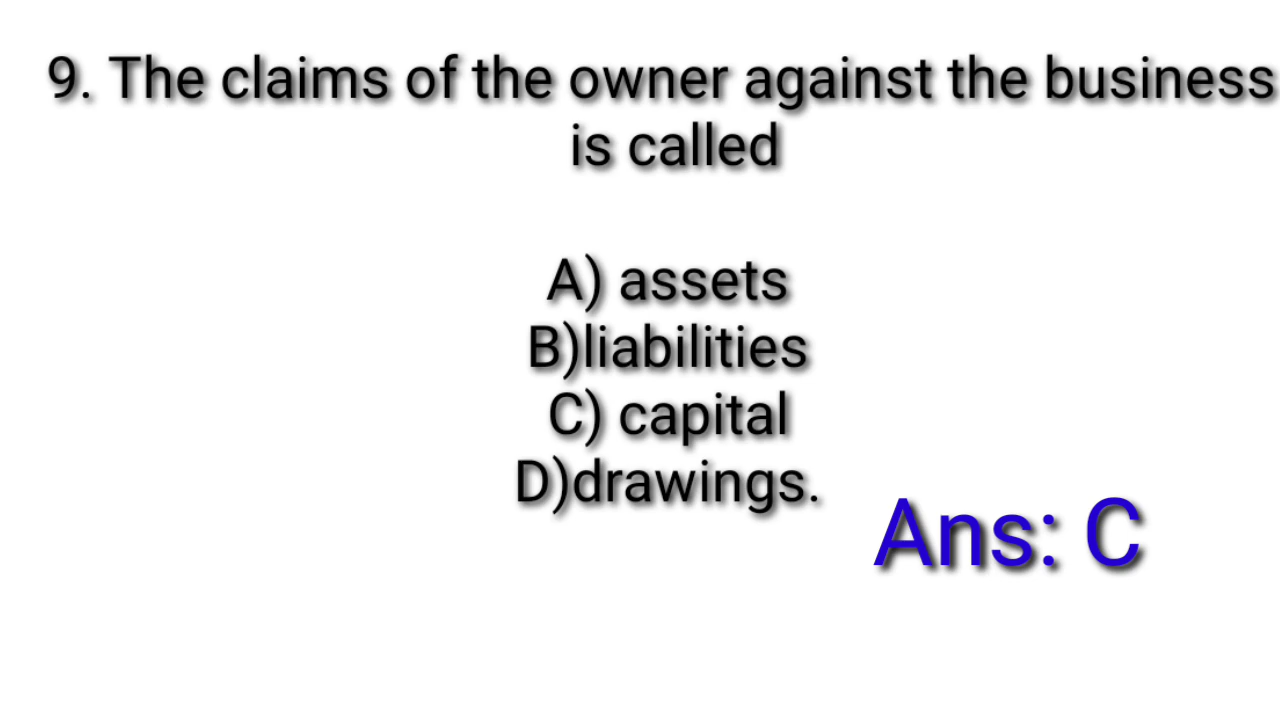 9. The claims of the owner against the business
is called
A) assets
B)liabilities
C) capital
D)drawings.
Ans: C